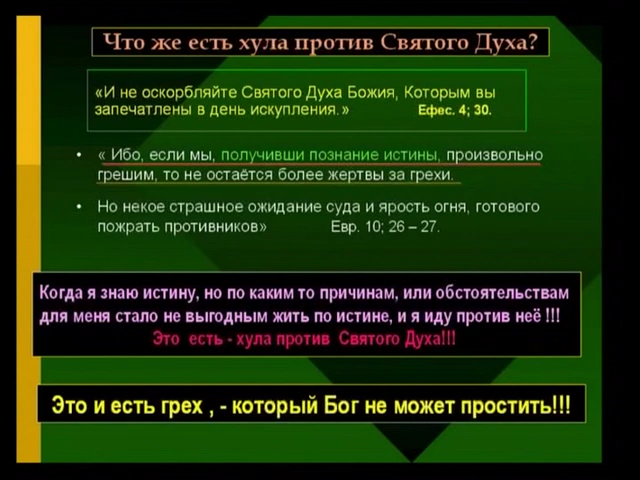 Что же есть хула против Святого Духа?
«И не оскорбляйте Святого Духа Божия, Которым вы
запечатлены в день искупления.» Ефес. 4; 30.
• « Ибо, если мы, получивши познание истины, произвольно
грешим, то не остаётся более жертвы за грехи.
• Но некое страшное ожидание суда и ярость огня, готового
пожрать противников» Евр. 10; 26 – 27.
Когда я знаю истину, но по каким то причинам, или обстоятельствам
для меня стало не выгодным жить по истине, и я иду против неё !!!
Это есть - хула против Святого Духа!!!
Это и есть грех , - который Бог не может простить!!!